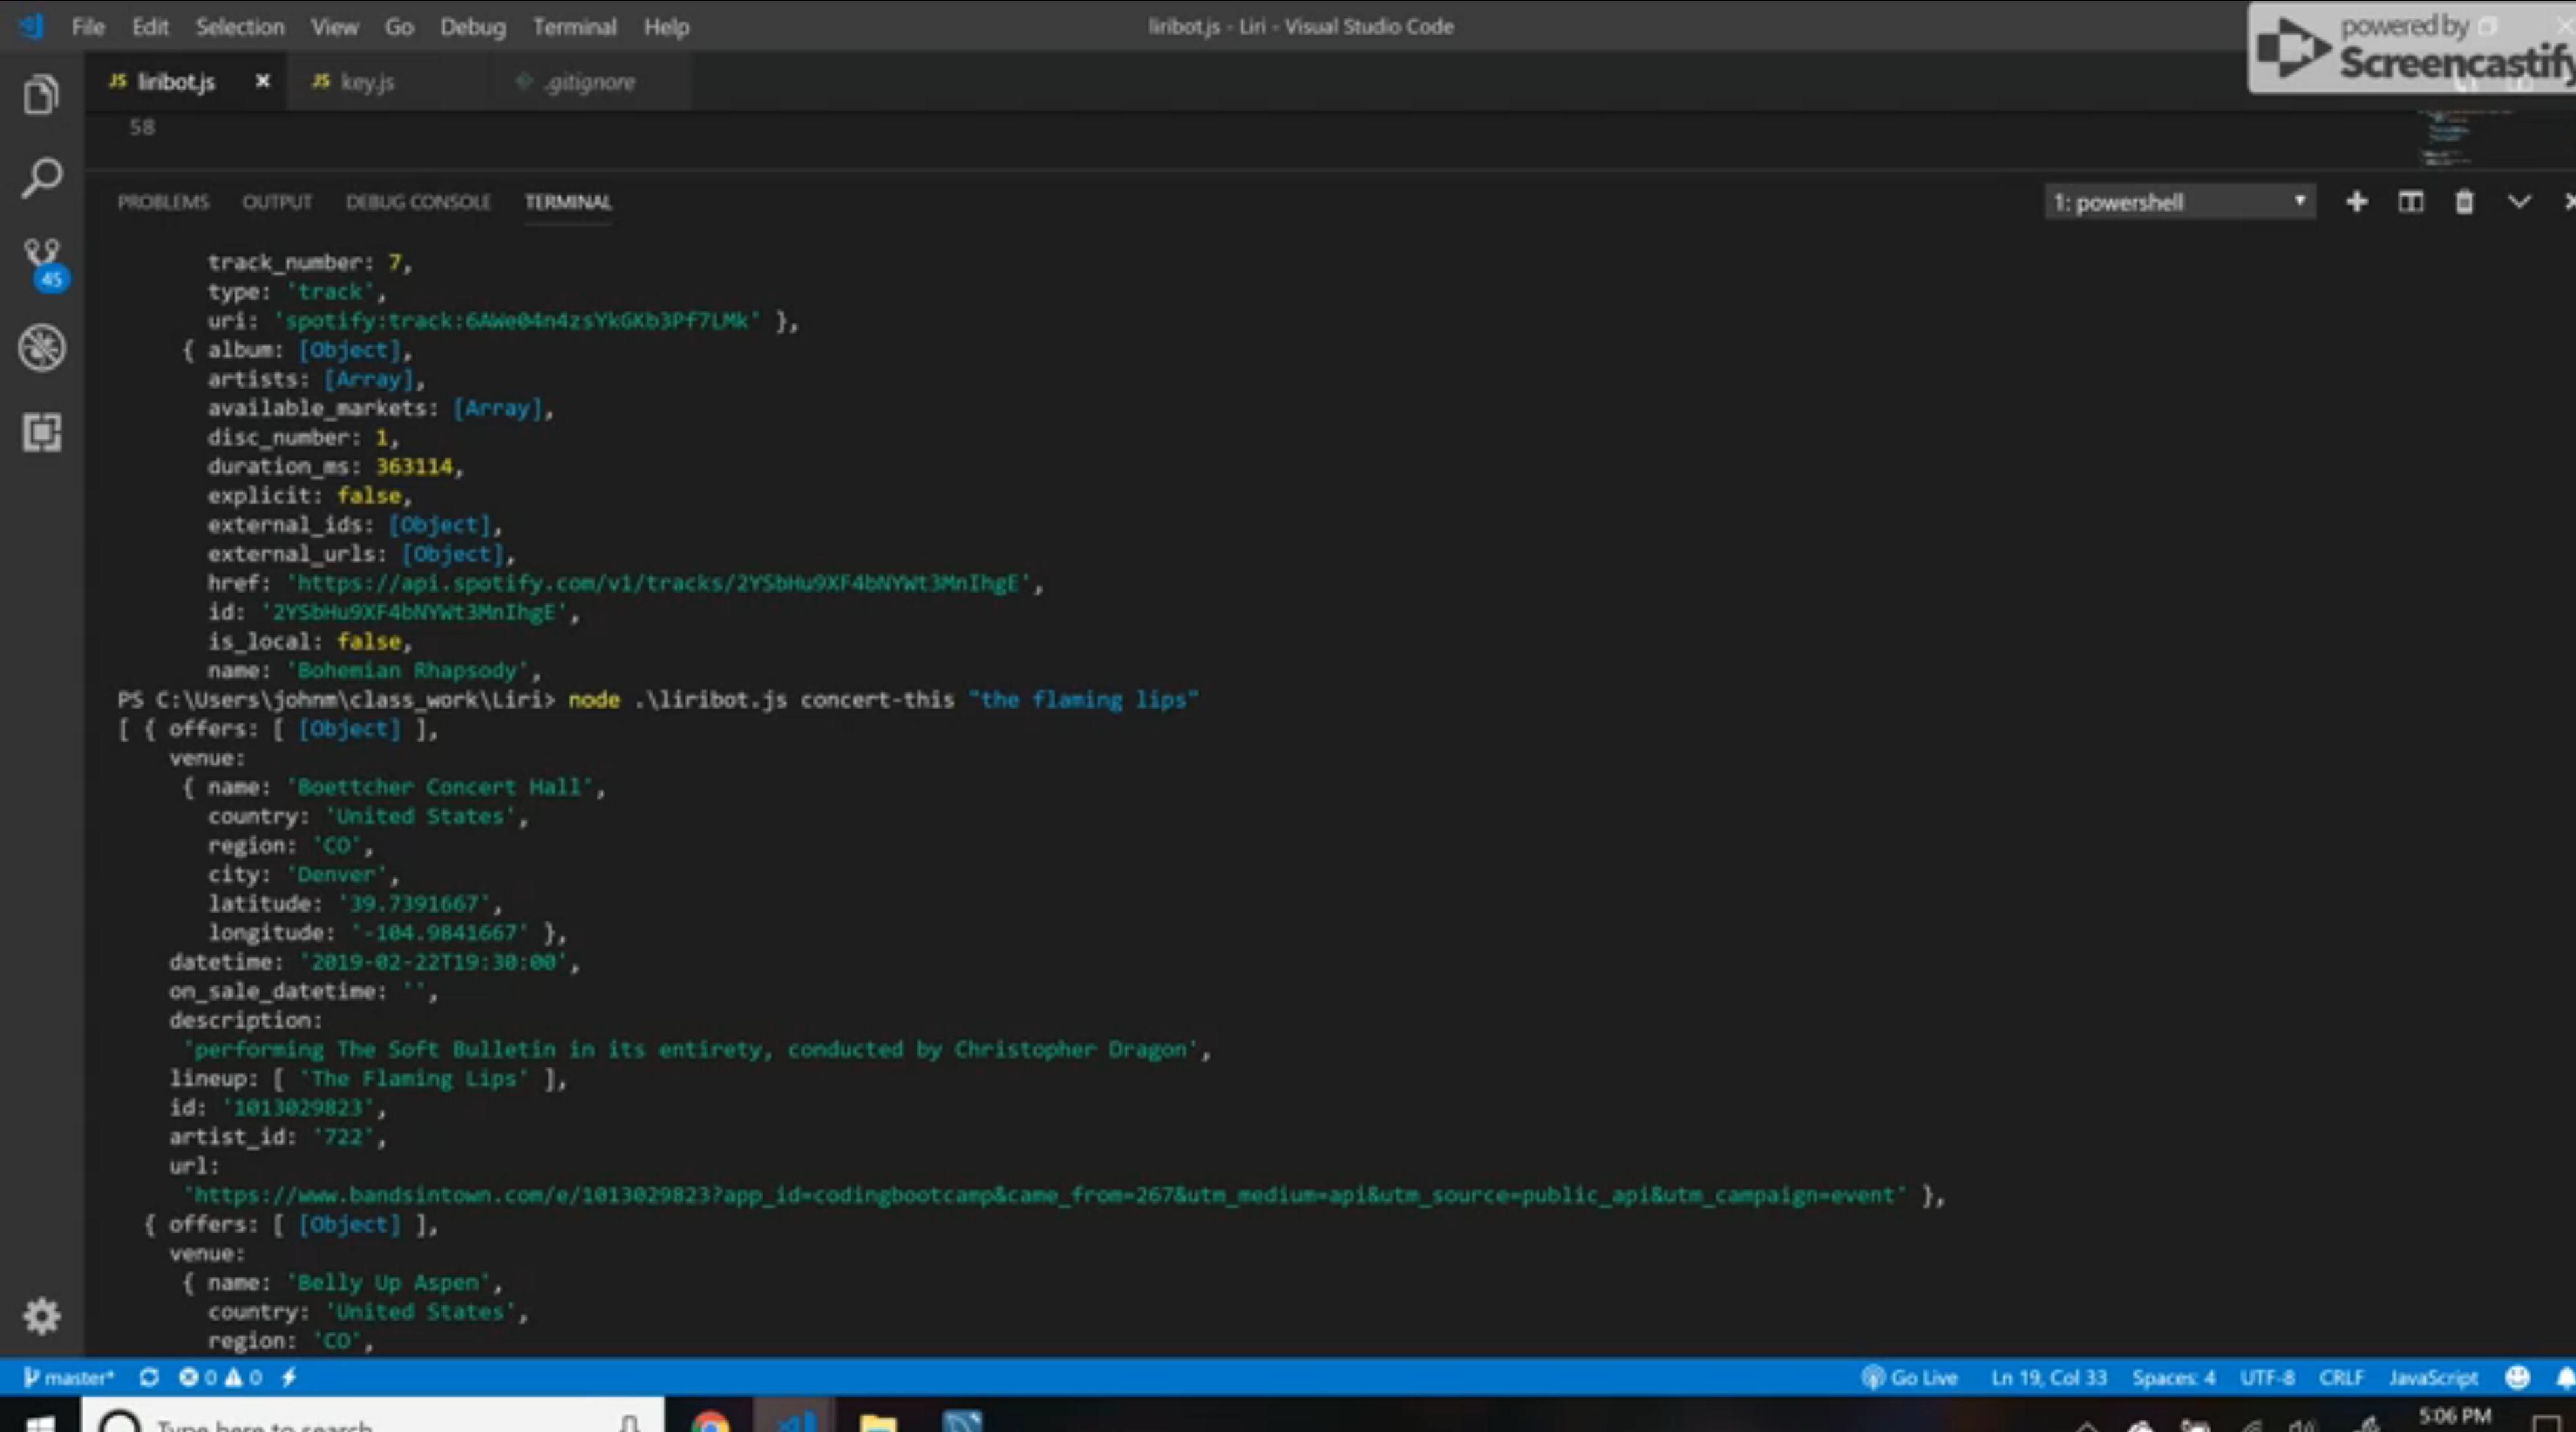 File Edit Selection View Go Debug Terminal Help
liribot.js - Liri - Visual Studio Code
powered by
Screencastify
JS liribot.js
JS key.js
.gitignore
58
PROBLEMS OUTPUT DEBUG CONSOLE TERMINAL
1: powershell
45
track_number: 7,
type: 'track',
uri: 'spotify:track:6AWe04n4zsYkGKb3Pf7LMk' },
{ album: [Object],
artists: [Array],
available_markets: [Array],
disc_number: 1,
duration_ms: 363114,
explicit: false,
external_ids: [Object],
external_urls: [Object],
href: 'https://api.spotify.com/v1/tracks/2YSbHu9XF4bNYWt3MnIhgE',
id: '2YSbHu9XF4bNYWt3MnIhgE',
is_local: false,
name: 'Bohemian Rhapsody',
PS C:\Users\johnm\class_work\Liri> node .\liribot.js concert-this "the flaming lips"
[ { offers: [ [Object] ],
venue:
{ name: 'Boettcher Concert Hall',
country: 'United States',
region: 'CO',
city: 'Denver',
latitude: '39.7391667',
longitude: '-104.9841667' },
datetime: '2019-02-22T19:30:00',
on_sale_datetime: '',
description:
'performing The Soft Bulletin in its entirety, conducted by Christopher Dragon',
lineup: [ 'The Flaming Lips' ],
id: '1013029823',
artist_id: '722',
url:
'https://www.bandsintown.com/e/1013029823?app_id=codingbootcamp&came_from=267&utm_medium=api&utm_source=public_api&utm_campaign=event' },
{ offers: [ [Object] ],
venue:
{ name: 'Belly Up Aspen',
country: 'United States',
region: 'CO',
master* 0 0 Go Live Ln 19, Col 33 Spaces: 4 UTF-8 CRLF JavaScript
Type here to search
5:06 PM